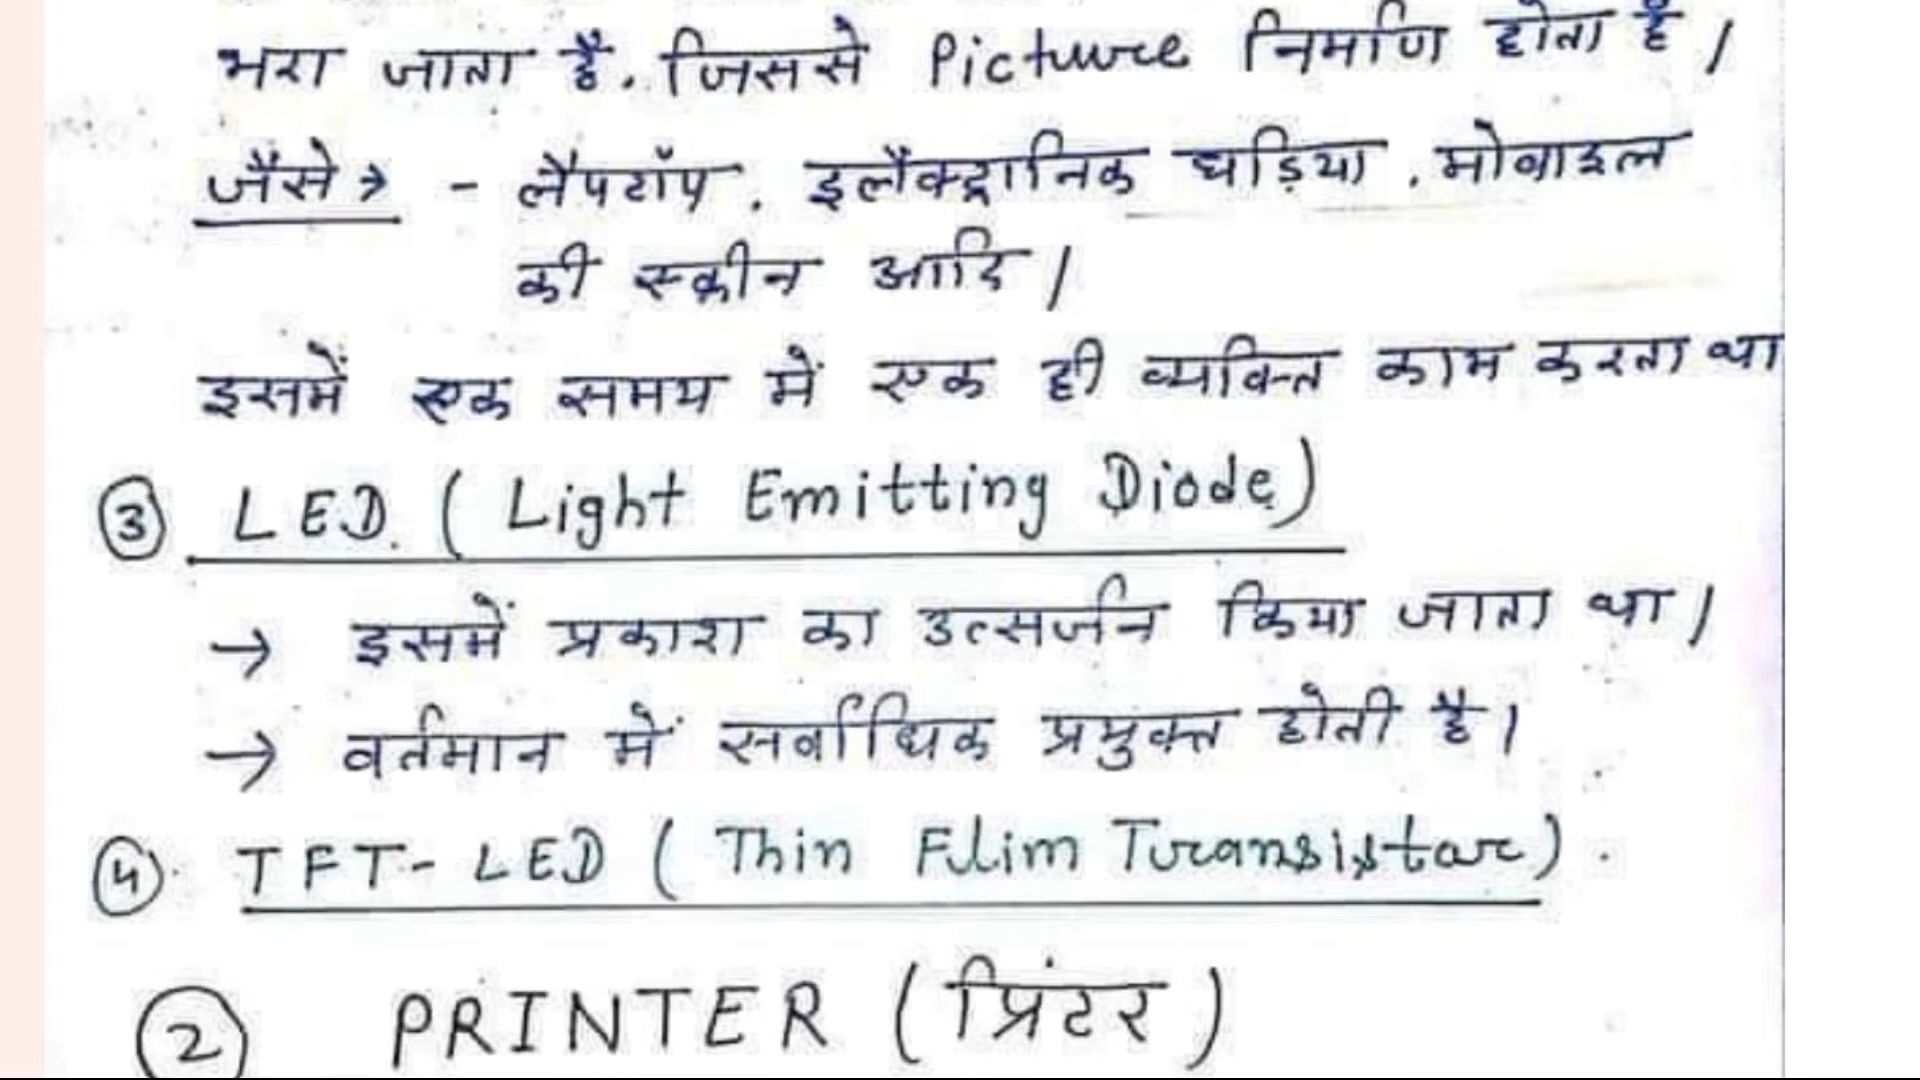 भरा जाता है. जिससे Picture निर्माण होता है।
जैसे → - लैपटॉप. इलैक्ट्रानिक घड़िया, मोबाइल
की स्क्रीन आदि।
इसमें एक समय में एक ही व्यक्ति काम करता था
③ LED. ( Light Emitting Diode)
→ इसमें प्रकाश का उत्सर्जन किया जाता था।
→ वर्तमान में सर्वाधिक प्रयुक्त होती है।
④. TFT- LED ( Thin Flim Transistar) .
② PRINTER ( प्रिंटर )